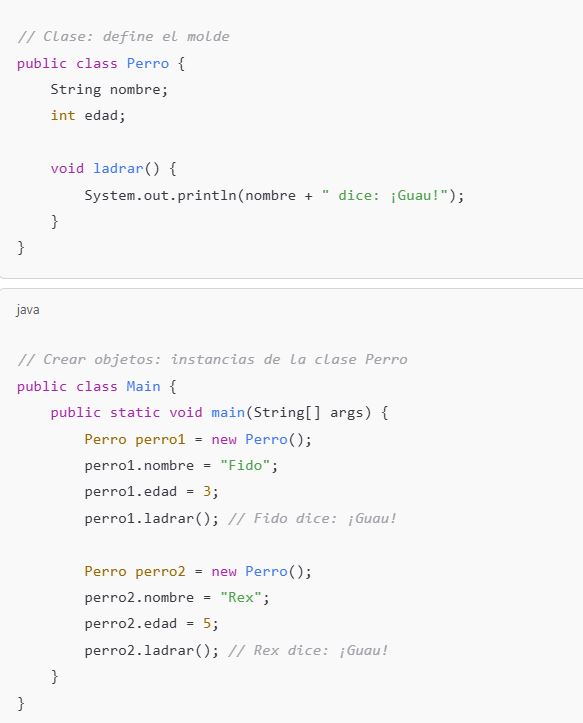 // Clase: define el molde
public class Perro {
    String nombre;
    int edad;
    void ladrar() {
        System.out.println(nombre + " dice: ¡Guau!");
    }
}
java
// Crear objetos: instancias de la clase Perro
public class Main {
    public static void main(String[] args) {
        Perro perro1 = new Perro();
        perro1.nombre = "Fido";
        perro1.edad = 3;
        perro1.ladrar(); // Fido dice: ¡Guau!
        Perro perro2 = new Perro();
        perro2.nombre = "Rex";
        perro2.edad = 5;
        perro2.ladrar(); // Rex dice: ¡Guau!
    }
}